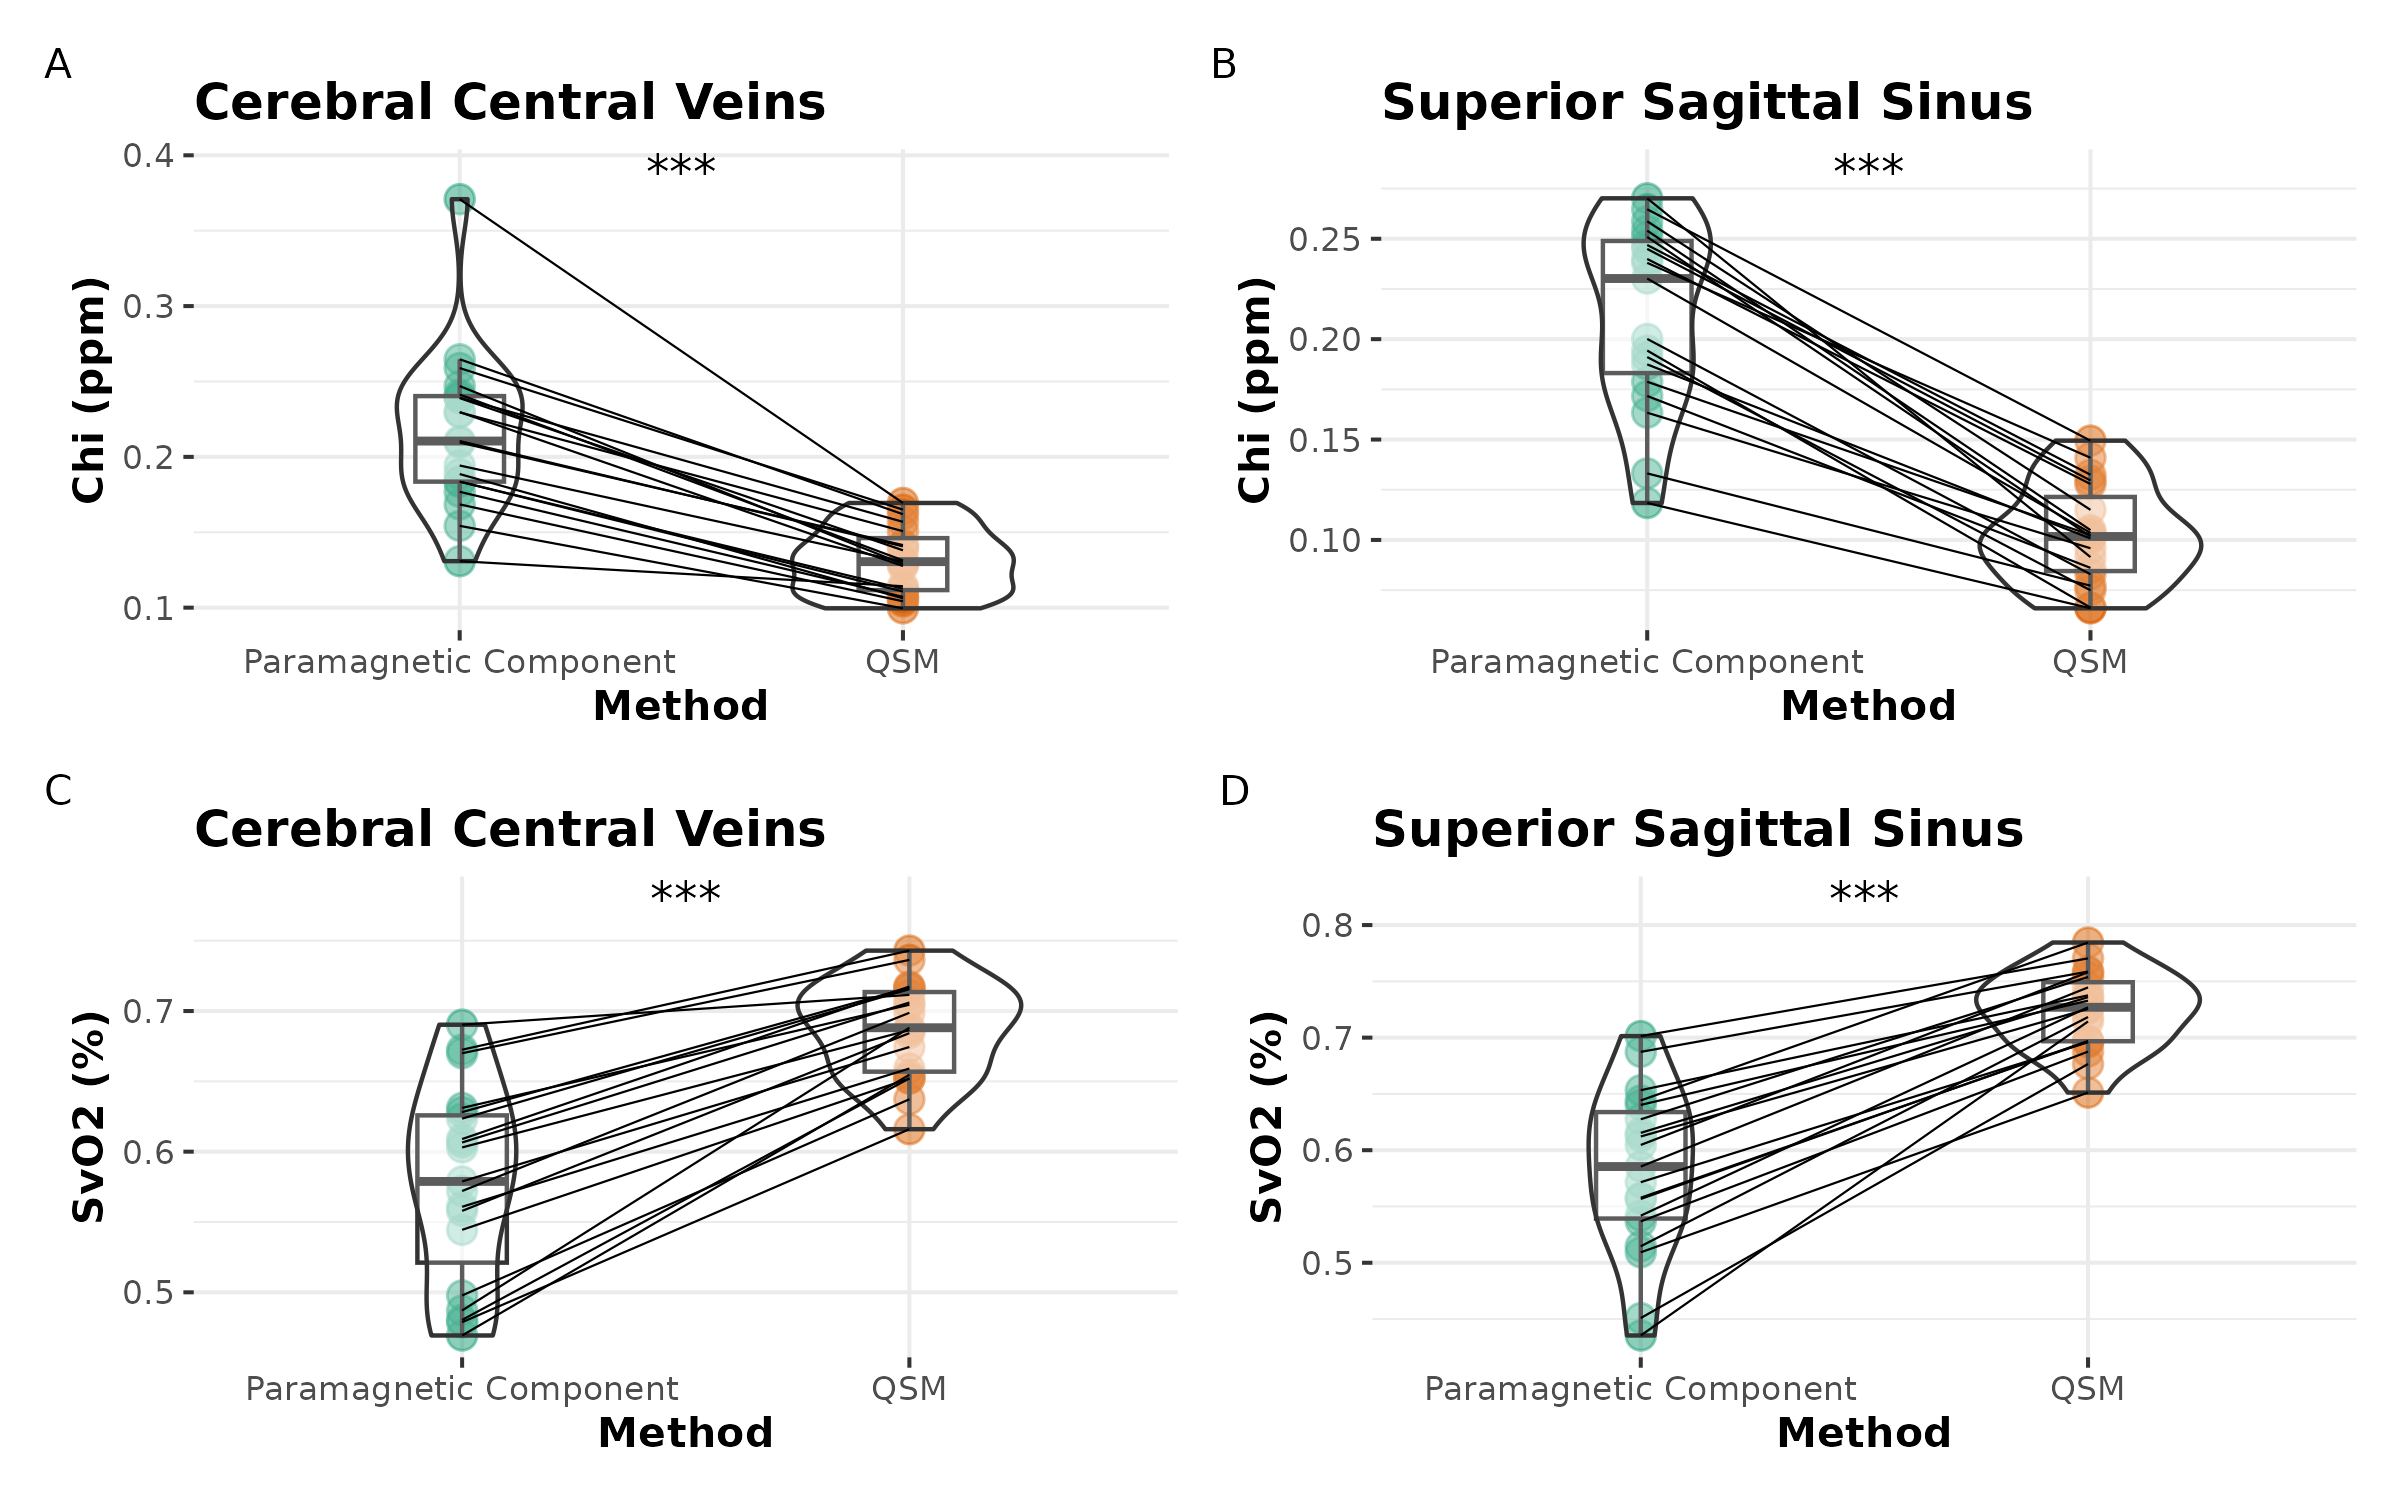 A
Cerebral Central Veins
***
Chi (ppm)
0.4
0.3
0.2
0.1
Paramagnetic Component
QSM
Method
B
Superior Sagittal Sinus
***
Chi (ppm)
0.25
0.20
0.15
0.10
Paramagnetic Component
QSM
Method
C
Cerebral Central Veins
***
SvO2 (%)
0.7
0.6
0.5
Paramagnetic Component
QSM
Method
D
Superior Sagittal Sinus
***
SvO2 (%)
0.8
0.7
0.6
0.5
Paramagnetic Component
QSM
Method